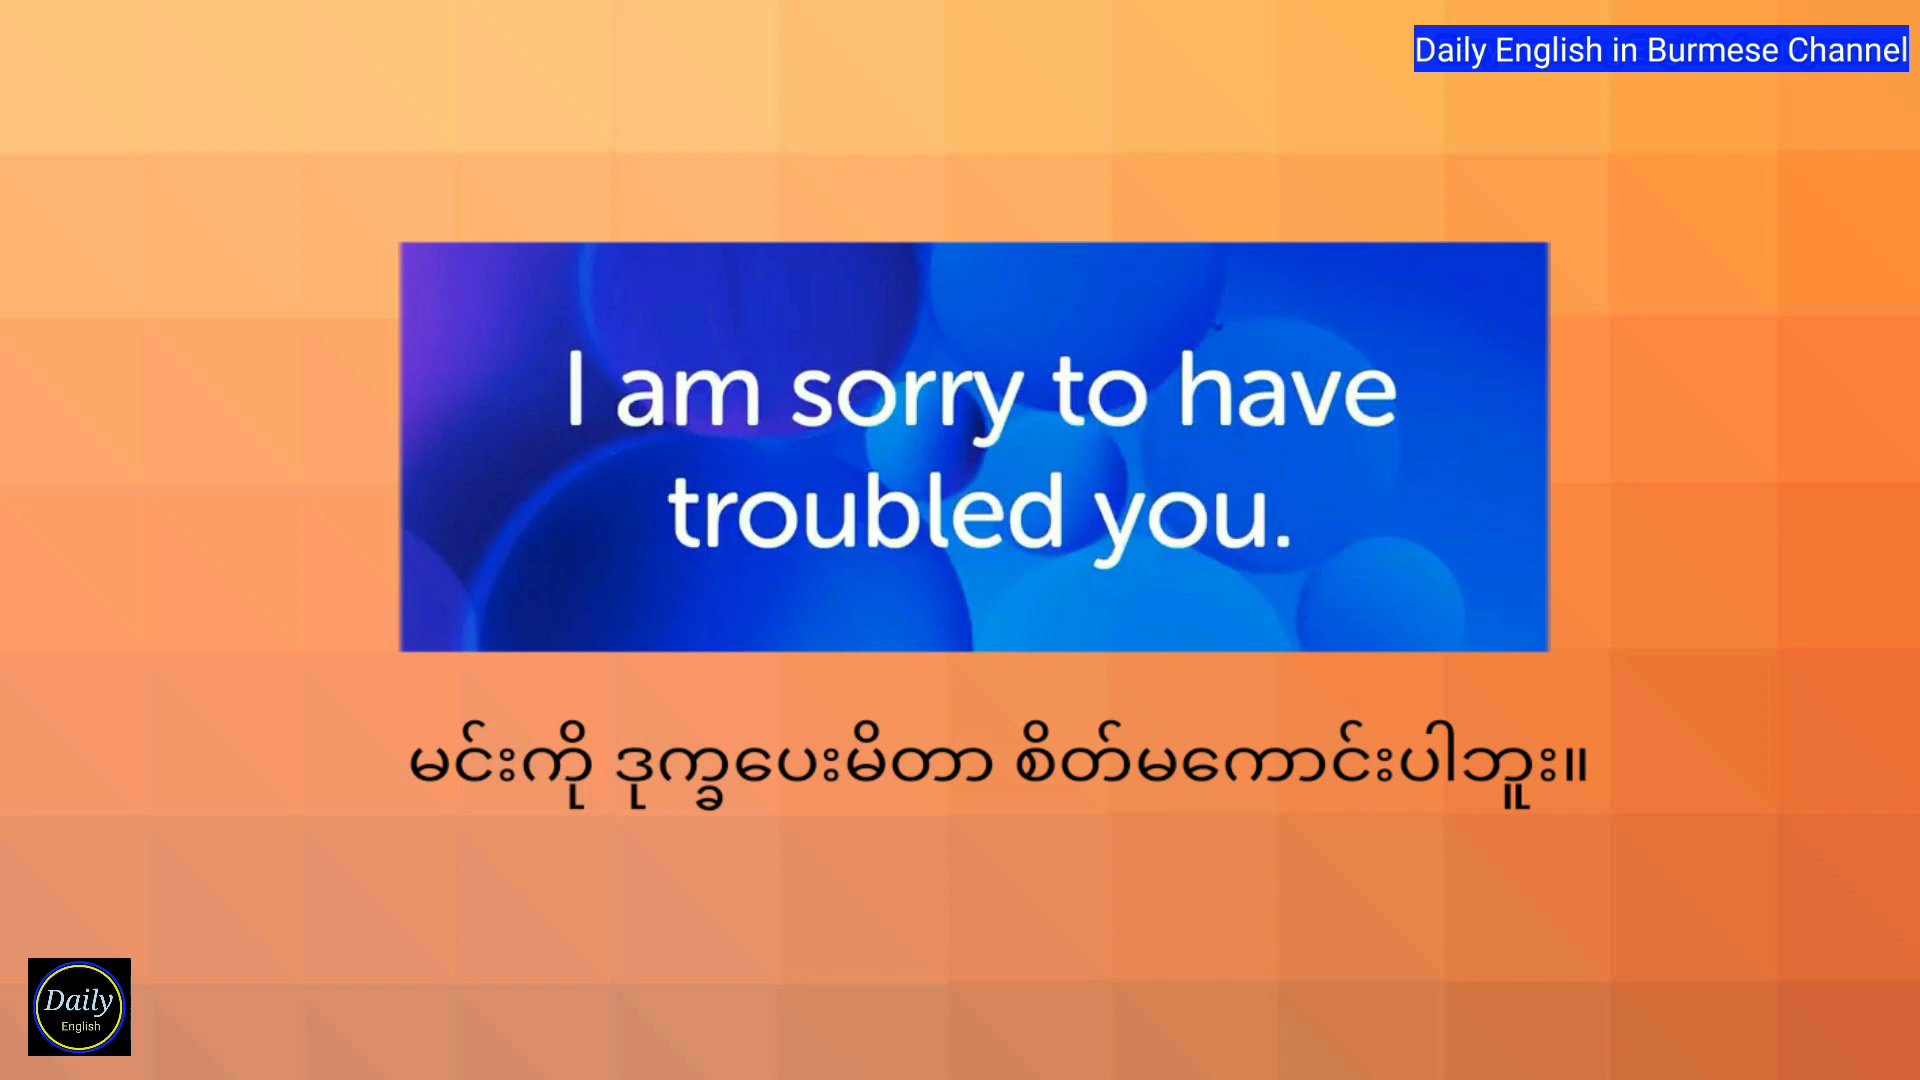 Daily English in Burmese Channel
I am sorry to have
troubled you.
မင်းကို ဒုက္ခပေးမိတာ စိတ်မကောင်းပါဘူး။
Daily
English